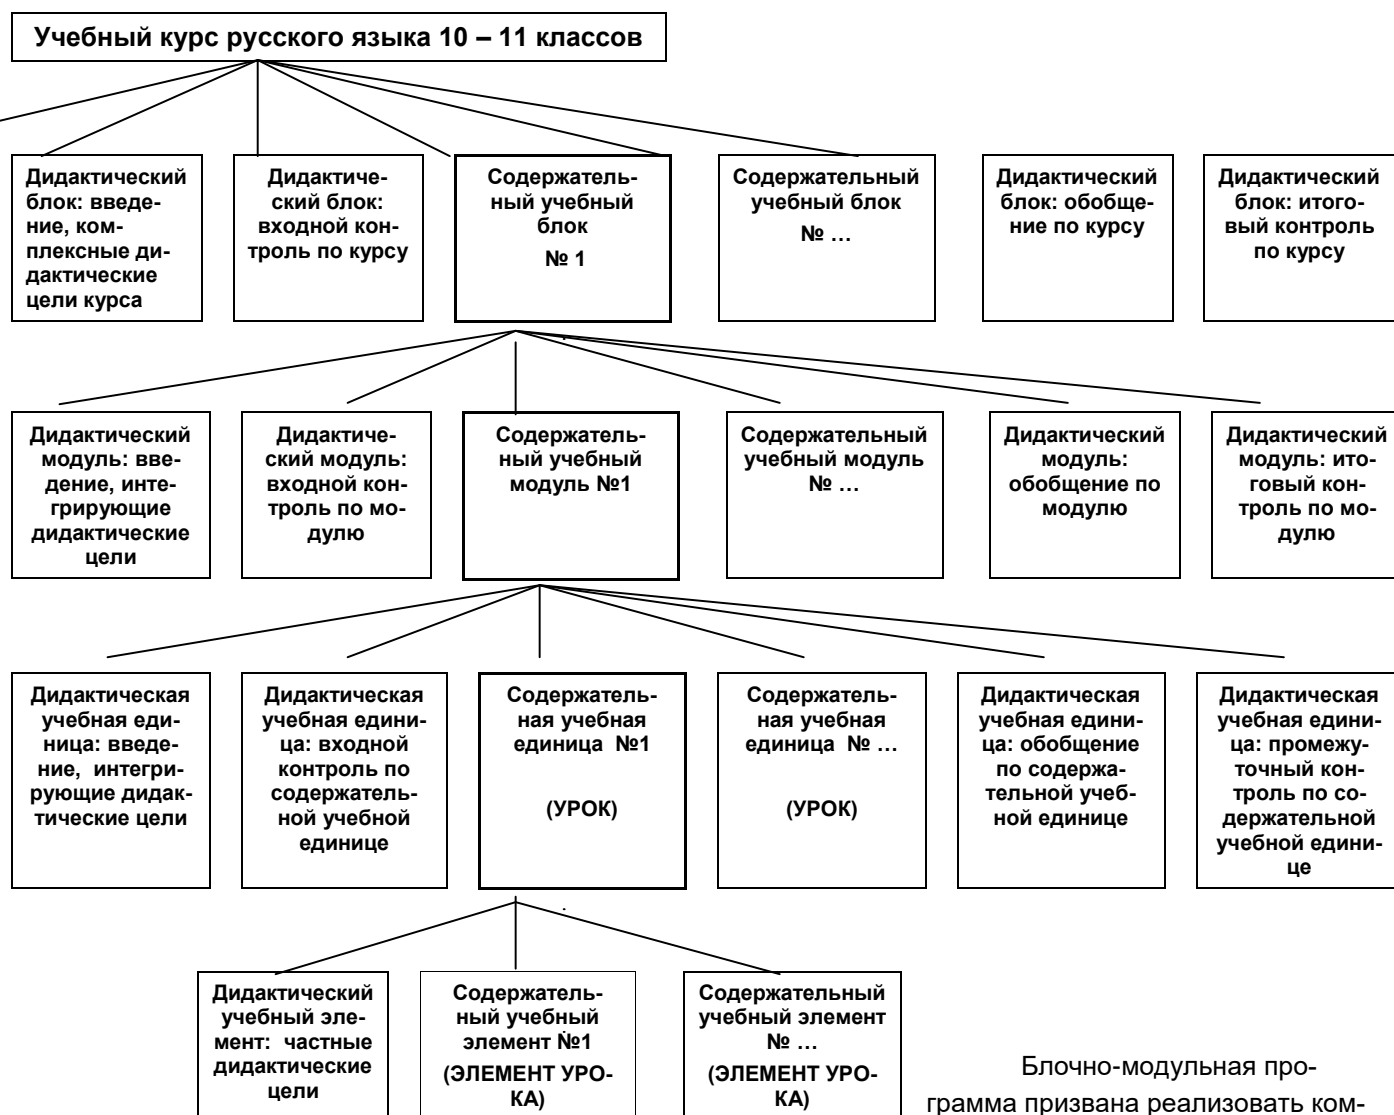 Учебный курс русского языка 10 – 11 классов
Дидактический
блок: введе-
ние, ком-
плексные ди-
дактические
цели курса
Дидактиче-
ский блок:
входной кон-
троль по курсу
Содержатель-
ный учебный
блок
№ 1
Содержательный
учебный блок
№ …
Дидактический
блок: обобще-
ние по курсу
Дидактический
блок: итого-
вый контроль
по курсу
Дидактический
модуль: вве-
дение, инте-
грирующие
дидактические
цели
Дидактиче-
ский модуль:
входной кон-
троль по мо-
дулю
Содержатель-
ный учебный
модуль №1
Содержательный
учебный модуль
№ …
Дидактический
модуль:
обобщение по
модулю
Дидактический
модуль: ито-
говый кон-
троль по мо-
дулю
Дидактическая
учебная еди-
ница: введе-
ние, интегри-
рующие дидак-
тические цели
Дидактическая
учебная едини-
ца: входной
контроль по
содержатель-
ной учебной
единице
Содержатель-
ная учебная
единица №1
(УРОК)
Содержатель-
ная учебная
единица № …
(УРОК)
Дидактическая
учебная едини-
ца: обобщение
по содержа-
тельной учеб-
ной единице
Дидактическая
учебная едини-
ца: промежу-
точный кон-
троль по со-
держательной
учебной едини-
це
Дидактический
учебный эле-
мент: частные
дидактические
цели
Содержатель-
ный учебный
элемент №1
(ЭЛЕМЕНТ УРО-
КА)
Содержательный
учебный элемент
№ …
(ЭЛЕМЕНТ УРО-
КА)
Блочно-модульная про-
грамма призвана реализовать ком-